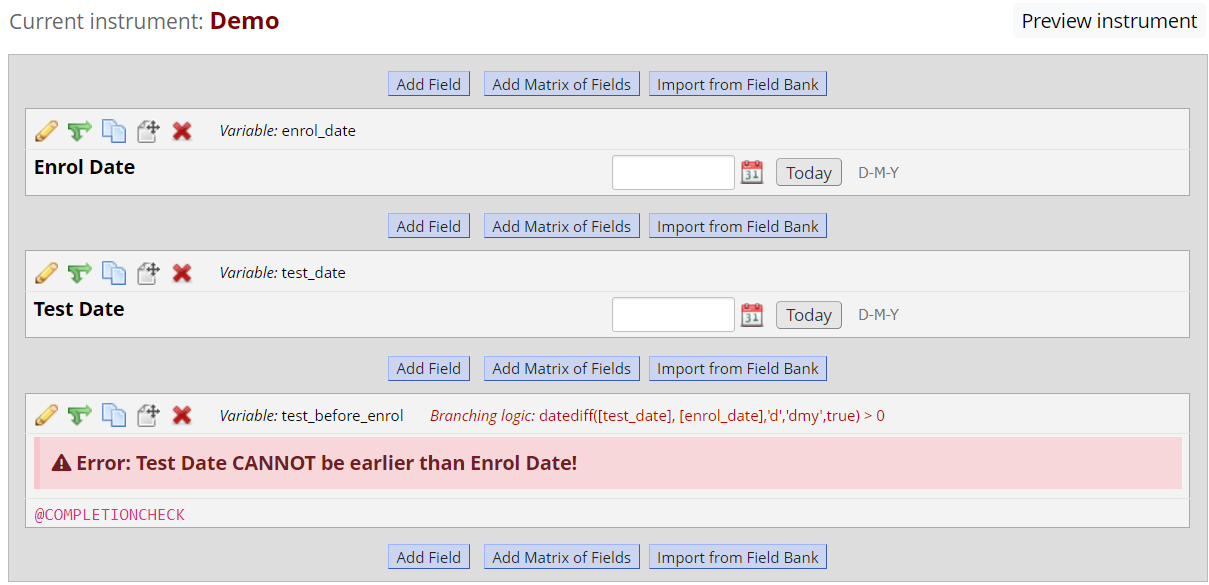 Current instrument: Demo Preview instrument
Add Field Add Matrix of Fields Import from Field Bank
Variable: enrol_date
Enrol Date 31 Today D-M-Y
Add Field Add Matrix of Fields Import from Field Bank
Variable: test_date
Test Date 31 Today D-M-Y
Add Field Add Matrix of Fields Import from Field Bank
Variable: test_before_enrol Branching logic: datediff([test_date], [enrol_date],'d','dmy',true) > 0
Error: Test Date CANNOT be earlier than Enrol Date!
@COMPLETIONCHECK
Add Field Add Matrix of Fields Import from Field Bank